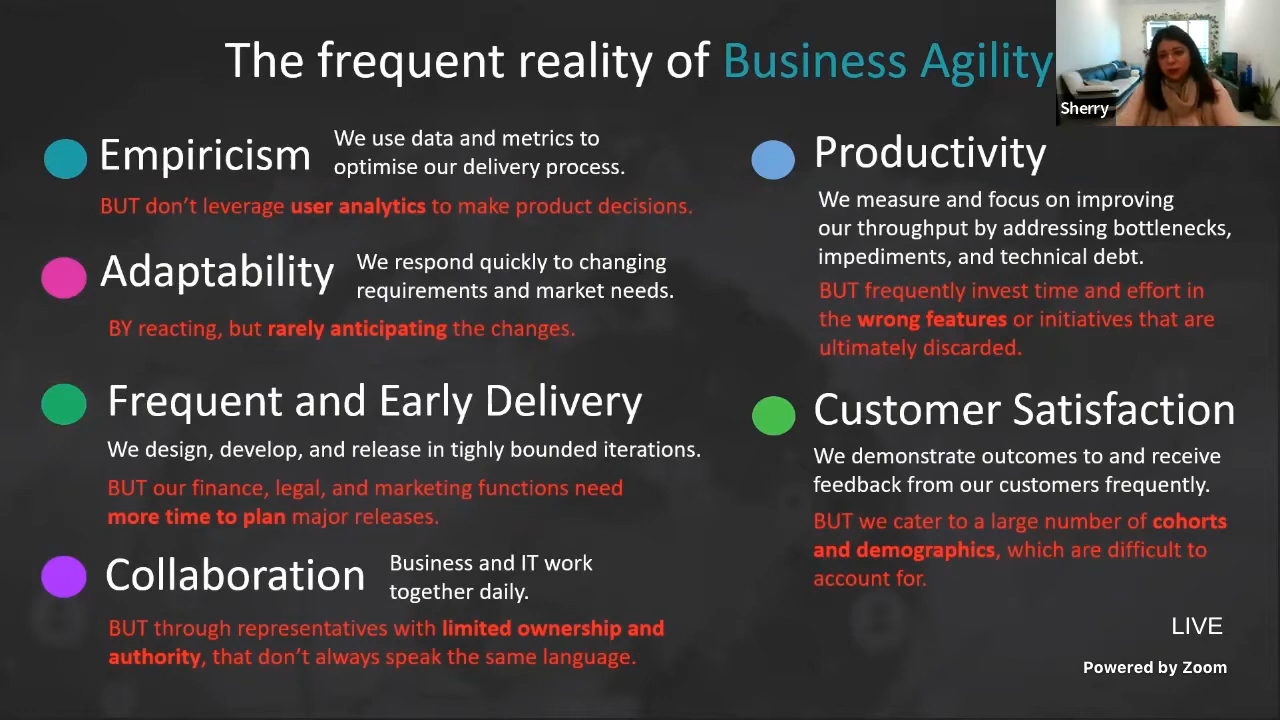 The frequent reality of Business Agility
Sherry
Empiricism
We use data and metrics to
optimise our delivery process.
BUT don't leverage user analytics to make product decisions.
Adaptability
We respond quickly to changing
requirements and market needs.
BY reacting, but rarely anticipating the changes.
Frequent and Early Delivery
We design, develop, and release in tighly bounded iterations.
BUT our finance, legal, and marketing functions need
more time to plan major releases.
Collaboration
Business and IT work
together daily.
BUT through representatives with limited ownership and
authority, that don't always speak the same language.
Productivity
We measure and focus on improving
our throughput by addressing bottlenecks,
impediments, and technical debt.
BUT frequently invest time and effort in
the wrong features or initiatives that are
ultimately discarded.
Customer Satisfaction
We demonstrate outcomes to and receive
feedback from our customers frequently.
BUT we cater to a large number of cohorts
and demographics, which are difficult to
account for.
LIVE
Powered by Zoom